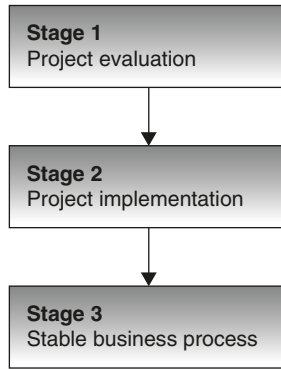 Stage 1
Project evaluation
Stage 2
Project implementation
Stage 3
Stable business process